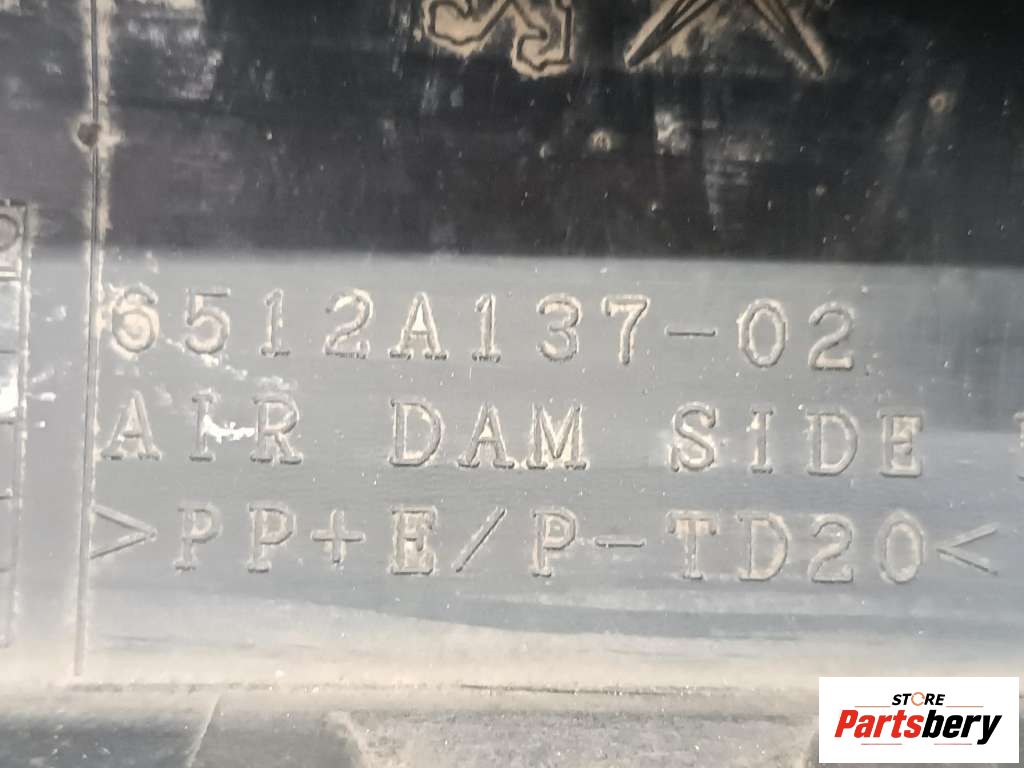 6512A137-02
AIR DAM SIDE
>PP+E/P-TD20<
STORE
Partsbery